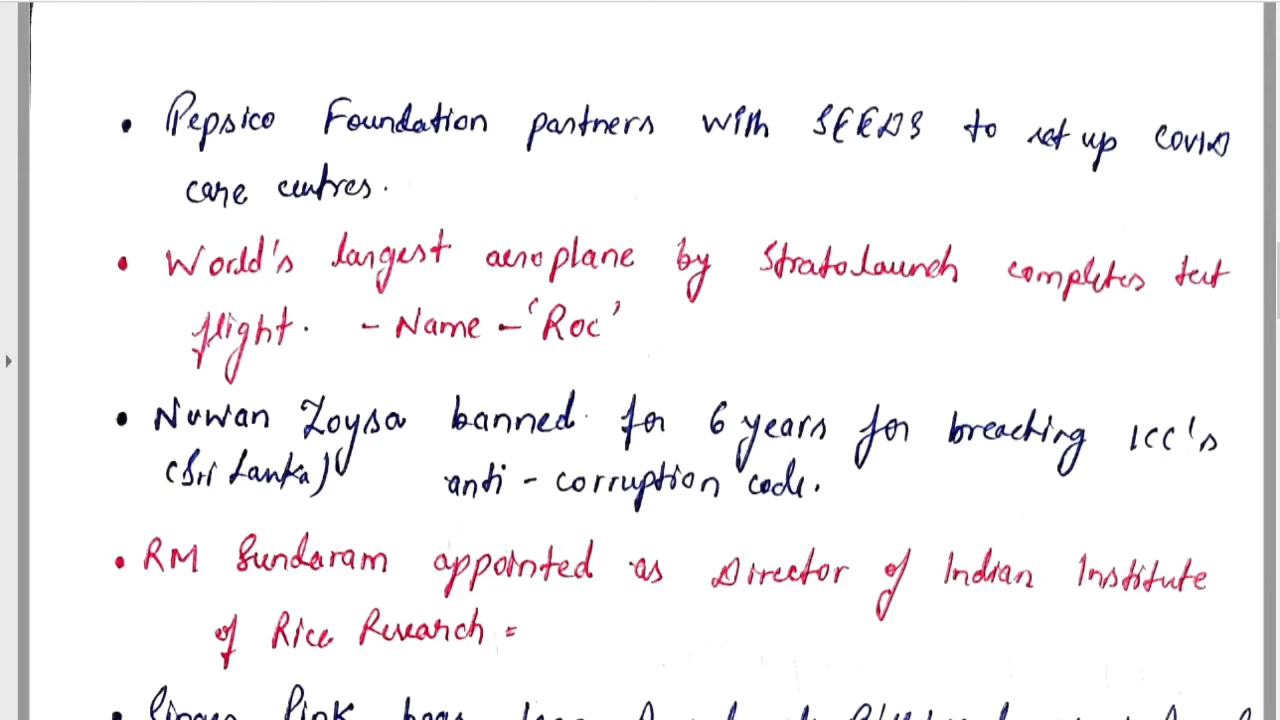 • Pepsico Foundation partners with SEEDS to set up COVID
care centres.
• World's largest aeroplane by Stratolaunch completes test
flight. - Name - 'Roc'
• Nuwan Zoysa banned for 6 years for breaching ICC's
(Sri Lanka) anti - corruption code.
• RM Sundaram appointed as Director of Indian Institute
of Rice Research =
• Pink